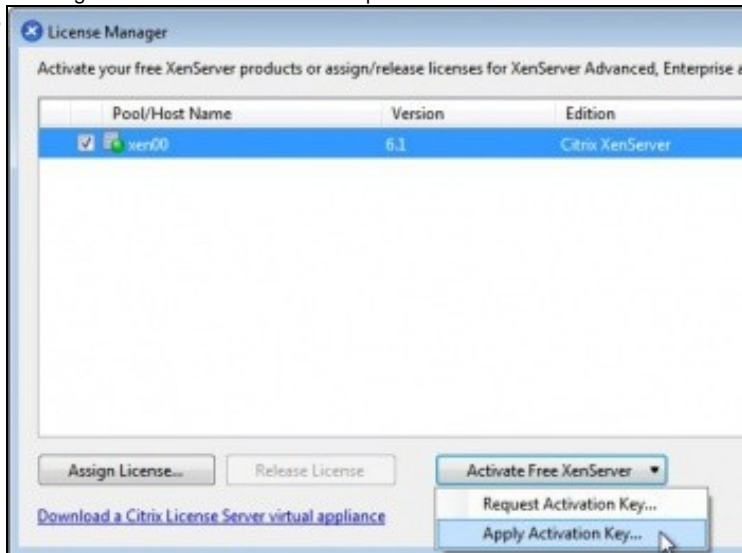 License Manager
Activate your free XenServer products or assign/release licenses for XenServer Advanced, Enterprise a
Pool/Host Name Version Edition
xen00 6.1 Citrix XenServer
Assign License... Release License Activate Free XenServer
Request Activation Key...
Download a Citrix License Server virtual appliance
Apply Activation Key...